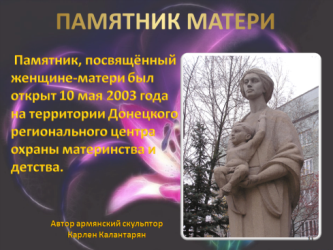 ПАМЯТНИК МАТЕРИ
Памятник, посвящённый
женщине-матери был
открыт 10 мая 2003 года
на территории Донецкого
регионального центра
охраны материнства и
детства.
Автор армянский скульптор
Карлен Калантарян